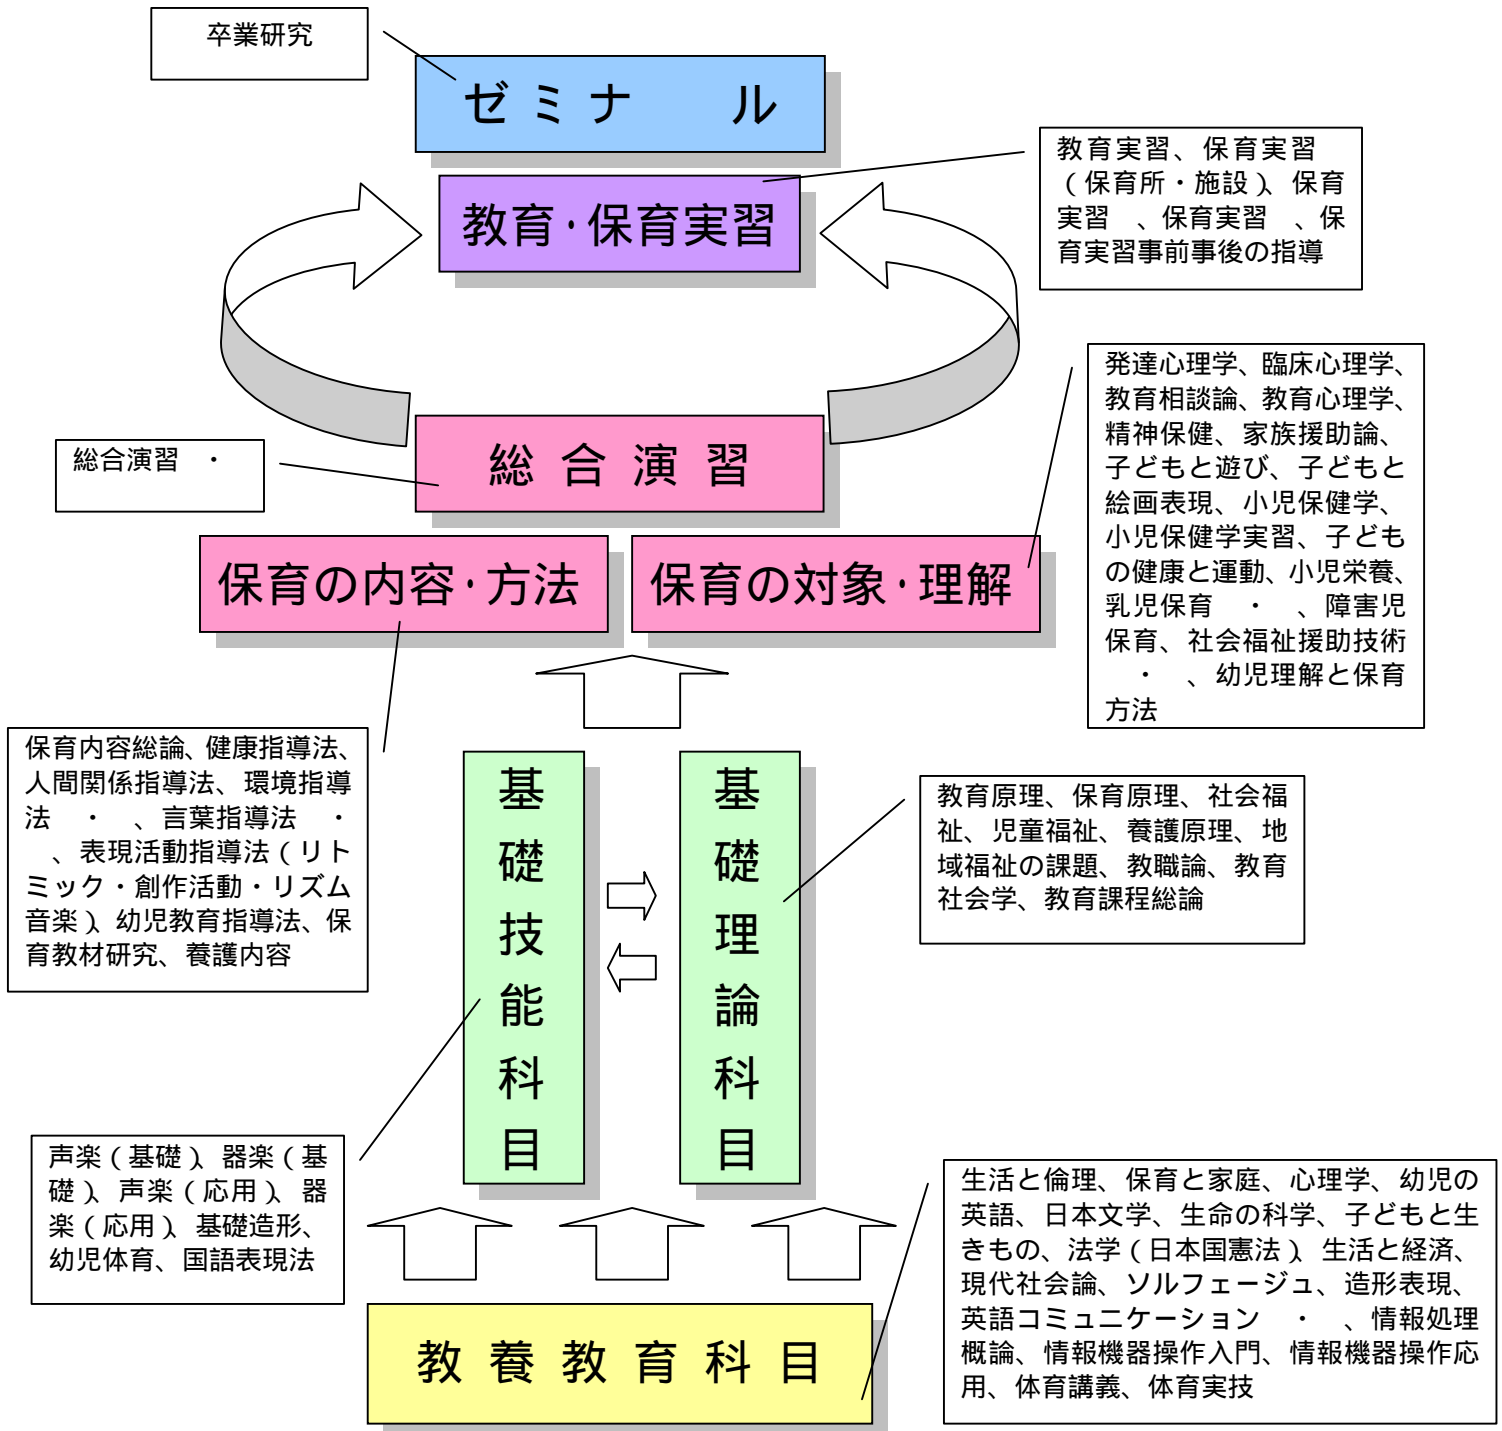 卒業研究
ゼミナ　ル
教育・保育実習
教育実習、保育実習
（保育所・施設）、保育
実習　、保育実習　、保
育実習事前事後の指導
発達心理学、臨床心理学、
教育相談論、教育心理学、
精神保健、家族援助論、
子どもと遊び、子どもと
絵画表現、小児保健学、
小児保健学実習、子ども
の健康と運動、小児栄養、
乳児保育　・　、障害児
保育、社会福祉援助技術
　・　、幼児理解と保育
方法
総合演習　・
総合演習
保育の内容・方法
保育の対象・理解
保育内容総論、健康指導法、
人間関係指導法、環境指導
法　・　、言葉指導法　・
　、表現活動指導法（リト
ミック・創作活動・リズム
音楽）、幼児教育指導法、保
育教材研究、養護内容
基礎技能科目
基礎理論科目
教育原理、保育原理、社会福
祉、児童福祉、養護原理、地
域福祉の課題、教職論、教育
社会学、教育課程総論
声楽（基礎）、器楽（基
礎）、声楽（応用）、器
楽（応用）、基礎造形、
幼児体育、国語表現法
生活と倫理、保育と家庭、心理学、幼児の
英語、日本文学、生命の科学、子どもと生
きもの、法学（日本国憲法）、生活と経済、
現代社会論、ソルフェージュ、造形表現、
英語コミュニケーション　・　、情報処理
概論、情報機器操作入門、情報機器操作応
用、体育講義、体育実技
教養教育科目